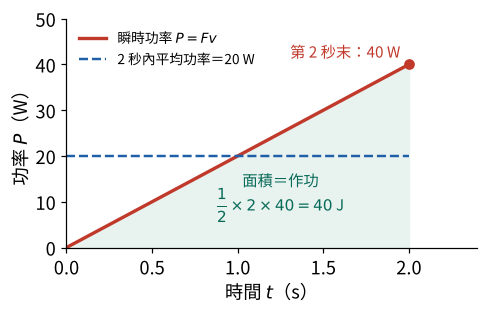 50
40
30
20
10
0
功率 P（W）
瞬時功率 P = Fv
2 秒內平均功率＝20 W
第 2 秒末：40 W
面積＝作功
1/2 × 2 × 40 = 40 J
0.0 0.5 1.0 1.5 2.0
時間 t（s）